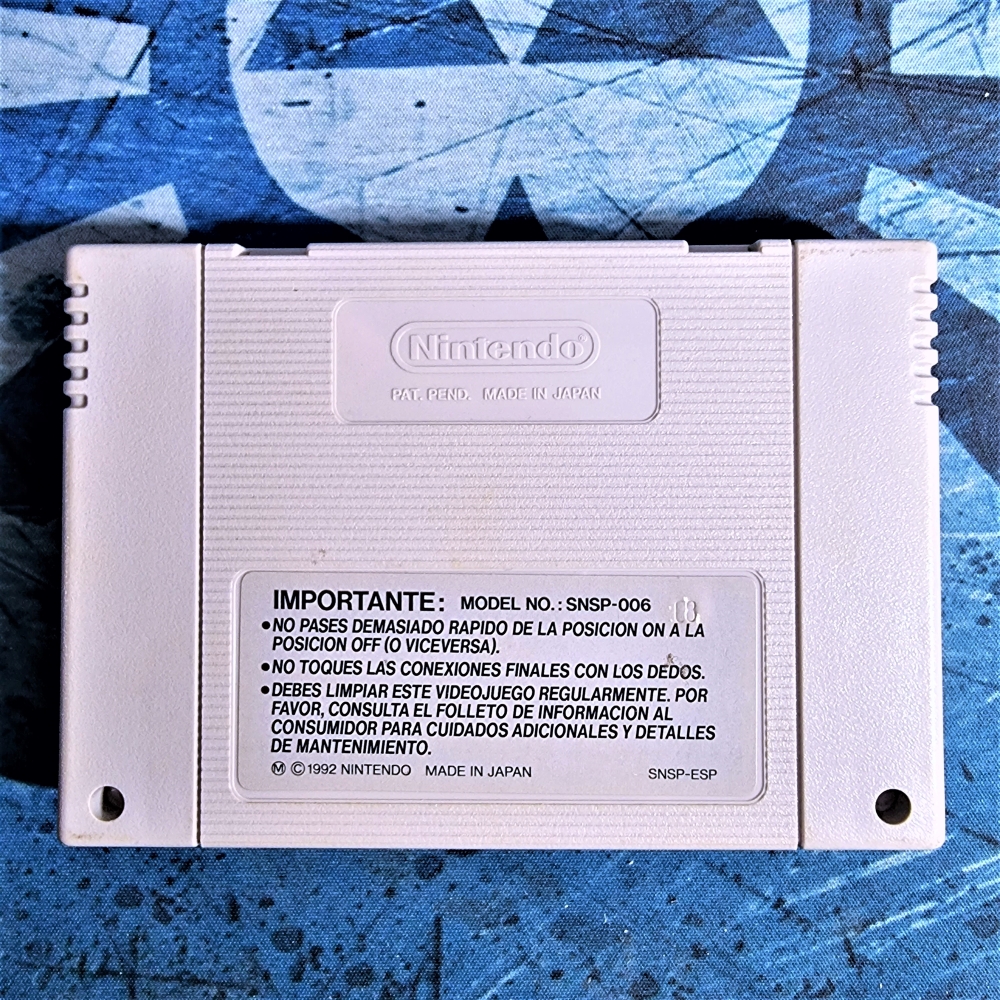 Nintendo®
PAT. PEND. MADE IN JAPAN
IMPORTANTE: MODEL NO.: SNSP-006
18
•NO PASES DEMASIADO RAPIDO DE LA POSICION ON A LA
POSICION OFF (O VICEVERSA).
•NO TOQUES LAS CONEXIONES FINALES CON LOS DEDOS.
•DEBES LIMPIAR ESTE VIDEOJUEGO REGULARMENTE. POR
FAVOR, CONSULTA EL FOLLETO DE INFORMACION AL
CONSUMIDOR PARA CUIDADOS ADICIONALES Y DETALLES
DE MANTENIMIENTO.
Ⓜ ©1992 NINTENDO MADE IN JAPAN SNSP-ESP